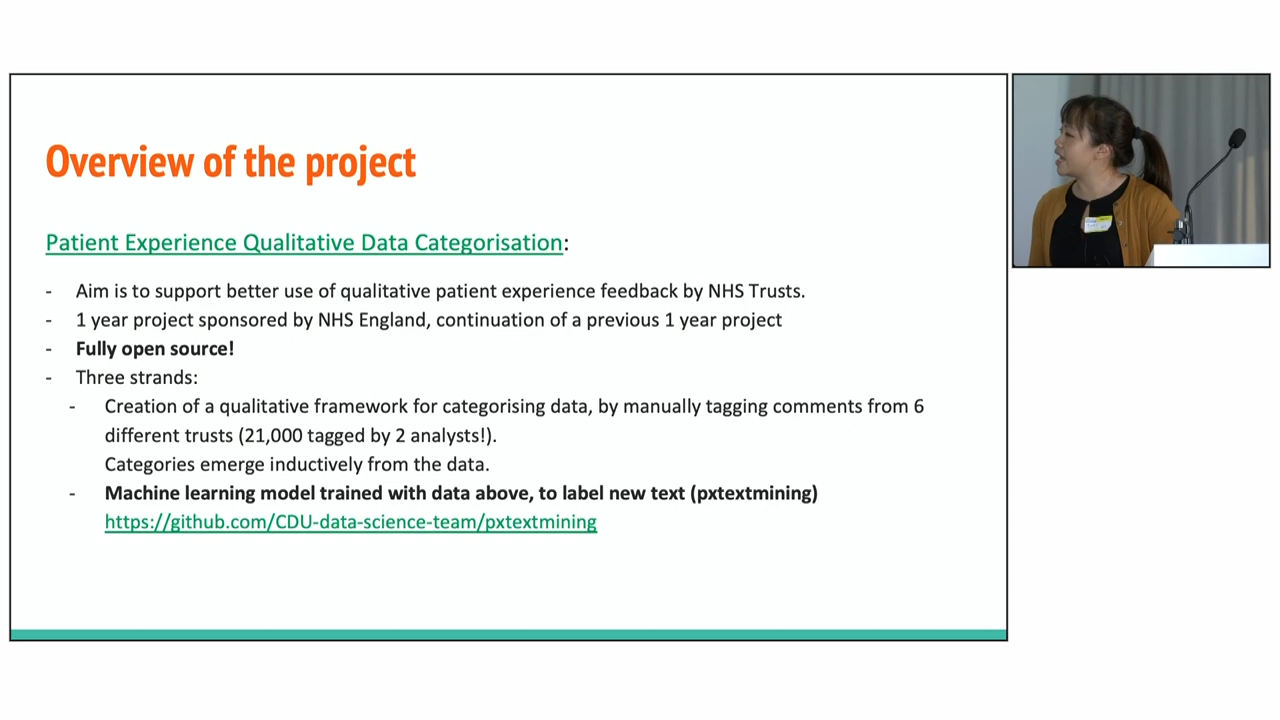 Overview of the project
Patient Experience Qualitative Data Categorisation:
- Aim is to support better use of qualitative patient experience feedback by NHS Trusts.
- 1 year project sponsored by NHS England, continuation of a previous 1 year project
- Fully open source!
- Three strands:
- Creation of a qualitative framework for categorising data, by manually tagging comments from 6
different trusts (21,000 tagged by 2 analysts!).
Categories emerge inductively from the data.
- Machine learning model trained with data above, to label new text (pxtextmining)
https://github.com/CDU-data-science-team/pxtextmining